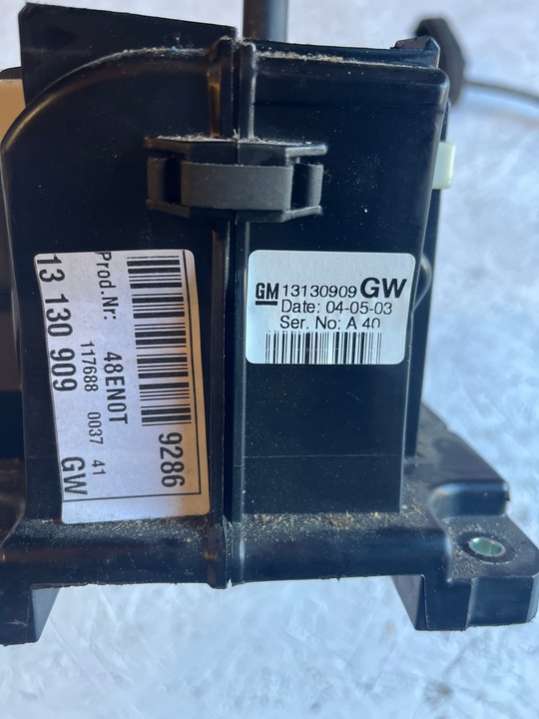 Prod.Nr: 48EN0T 9286
117688 0037 41
13 130 909 GW
GM 13130909 GW
Date: 04-05-03
Ser. No: A 40